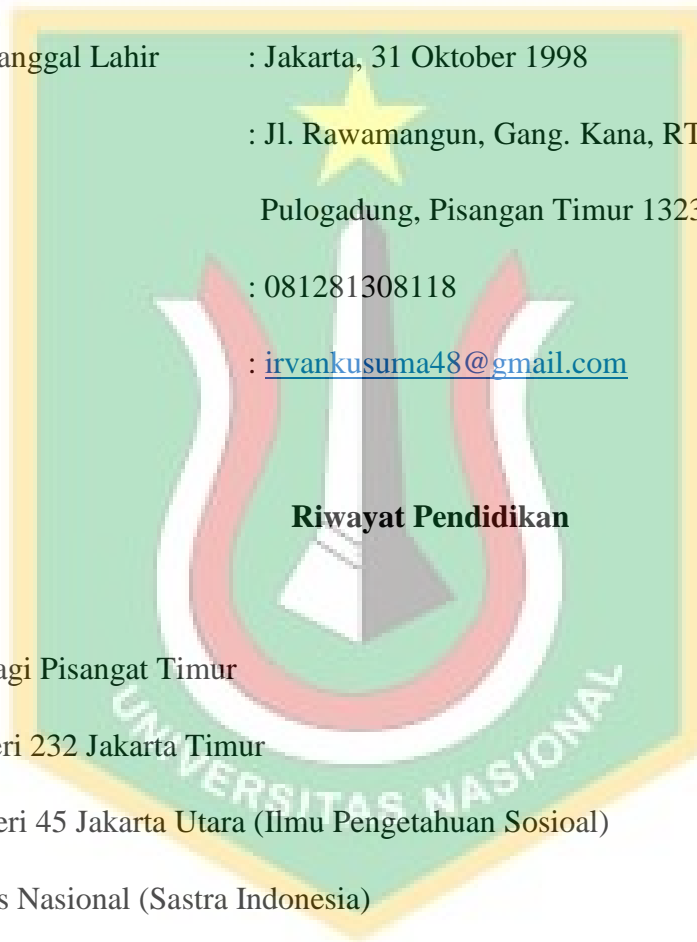 anggal Lahir : Jakarta, 31 Oktober 1998
: Jl. Rawamangun, Gang. Kana, RT
Pulogadung, Pisangan Timur 1323
: 081281308118
: irvankusuma48@gmail.com
Riwayat Pendidikan
agi Pisangat Timur
eri 232 Jakarta Timur
eri 45 Jakarta Utara (Ilmu Pengetahuan Sosioal)
s Nasional (Sastra Indonesia)
UNIVERSITAS NASIONAL